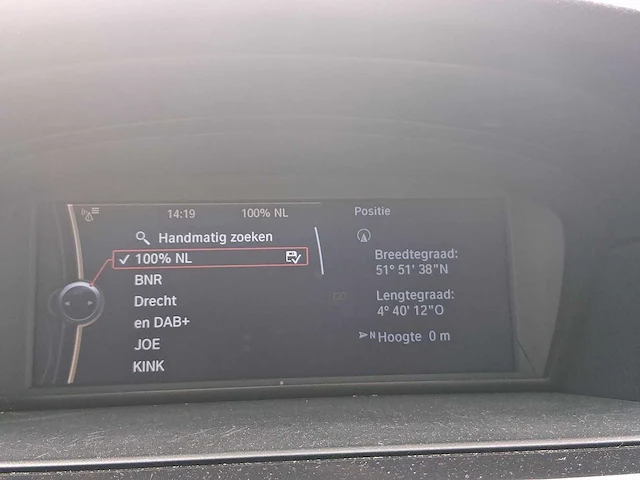 14:19 100% NL Positie
Handmatig zoeken
100% NL
BNR
Drecht
en DAB+
JOE
KINK
Breedtegraad:
51° 51' 38"N
Lengtegraad:
4° 40' 12"O
N Hoogte 0 m